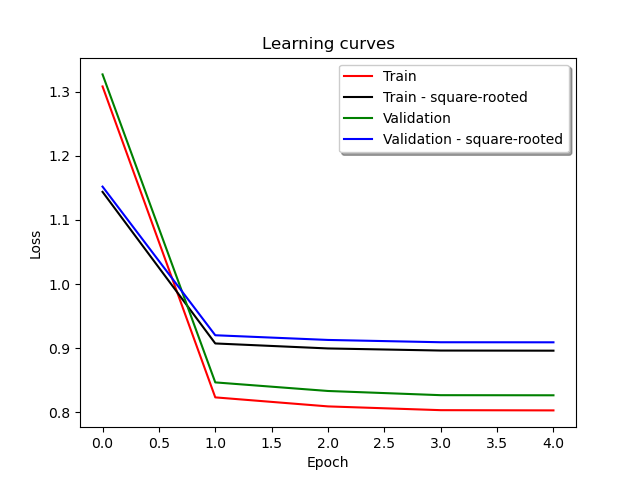 Learning curves
Train
Train - square-rooted
Validation
Validation - square-rooted
Loss
1.3
1.2
1.1
1.0
0.9
0.8
0.0 0.5 1.0 1.5 2.0 2.5 3.0 3.5 4.0
Epoch